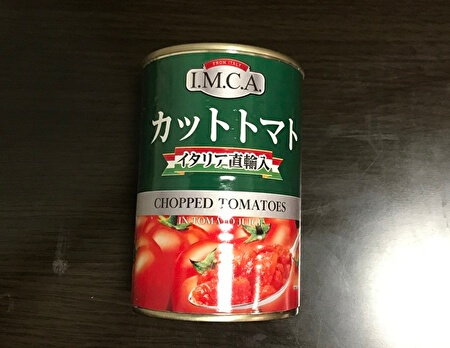 FROM ITALY
I.M.C.A.
カットトマト
イタリア直輸入
CHOPPED TOMATOES
IN TOMATO JUICE